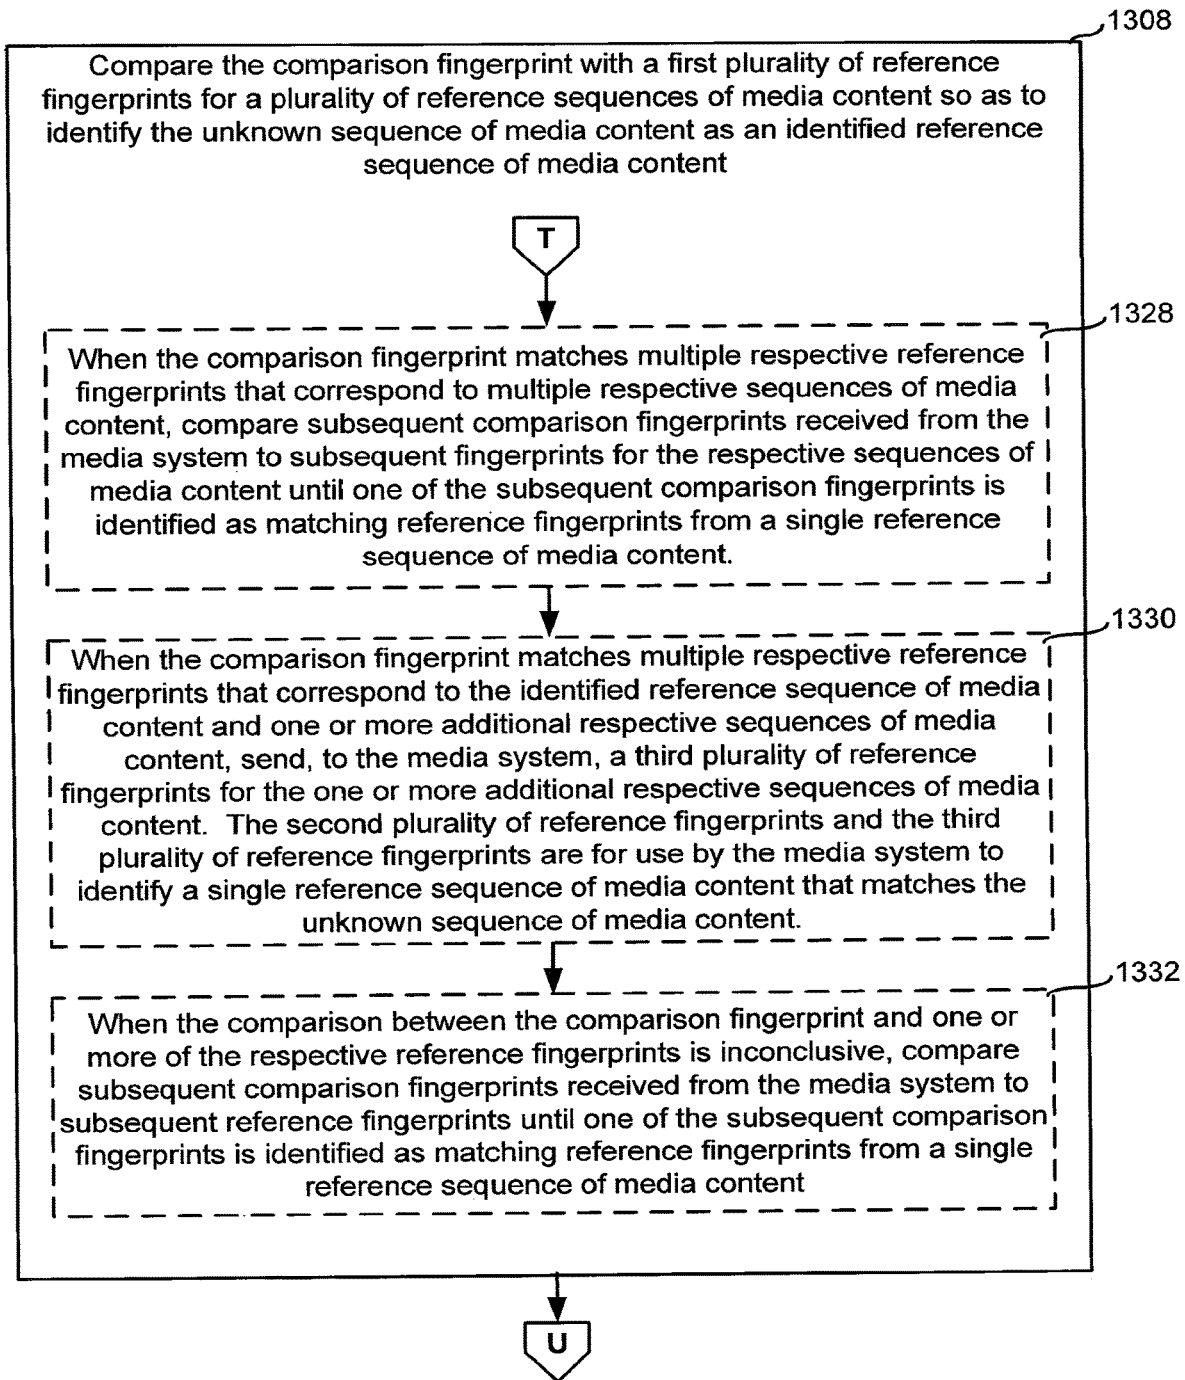 1308
Compare the comparison fingerprint with a first plurality of reference
fingerprints for a plurality of reference sequences of media content so as to
identify the unknown sequence of media content as an identified reference
sequence of media content
T
1328
When the comparison fingerprint matches multiple respective reference
fingerprints that correspond to multiple respective sequences of media
content, compare subsequent comparison fingerprints received from the
media system to subsequent fingerprints for the respective sequences of
media content until one of the subsequent comparison fingerprints is
identified as matching reference fingerprints from a single reference
sequence of media content.
1330
When the comparison fingerprint matches multiple respective reference
fingerprints that correspond to the identified reference sequence of media
content and one or more additional respective sequences of media
content, send, to the media system, a third plurality of reference
fingerprints for the one or more additional respective sequences of media
content. The second plurality of reference fingerprints and the third
plurality of reference fingerprints are for use by the media system to
identify a single reference sequence of media content that matches the
unknown sequence of media content.
1332
When the comparison between the comparison fingerprint and one or
more of the respective reference fingerprints is inconclusive, compare
subsequent comparison fingerprints received from the media system to
subsequent reference fingerprints until one of the subsequent comparison
fingerprints is identified as matching reference fingerprints from a single
reference sequence of media content
U